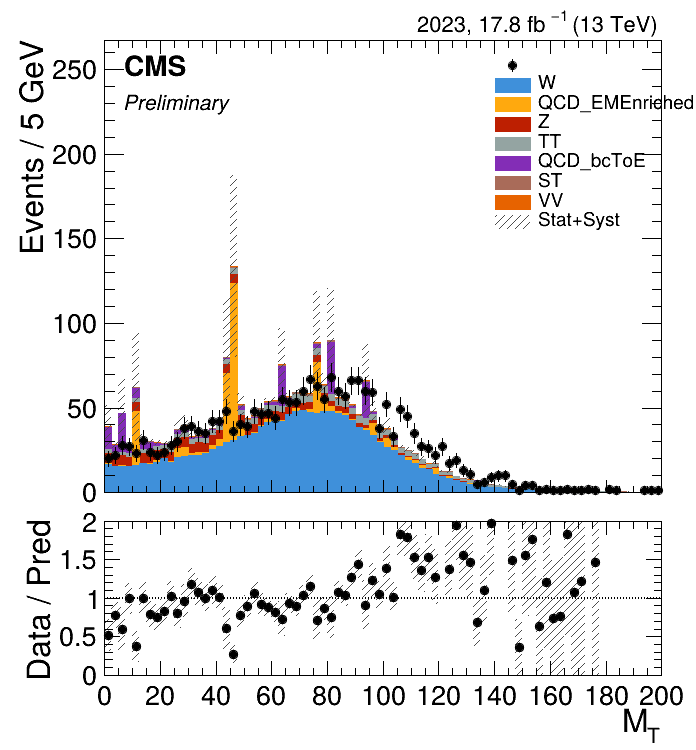 2023, 17.8 fb⁻¹ (13 TeV)
CMS
Preliminary
W
QCD_EMEnriched
Z
TT
QCD_bcToE
ST
VV
Stat+Syst
Events / 5 GeV
250
200
150
100
50
0
Data / Pred
2
1.5
1
0.5
0
0 20 40 60 80 100 120 140 160 180 200
M_T